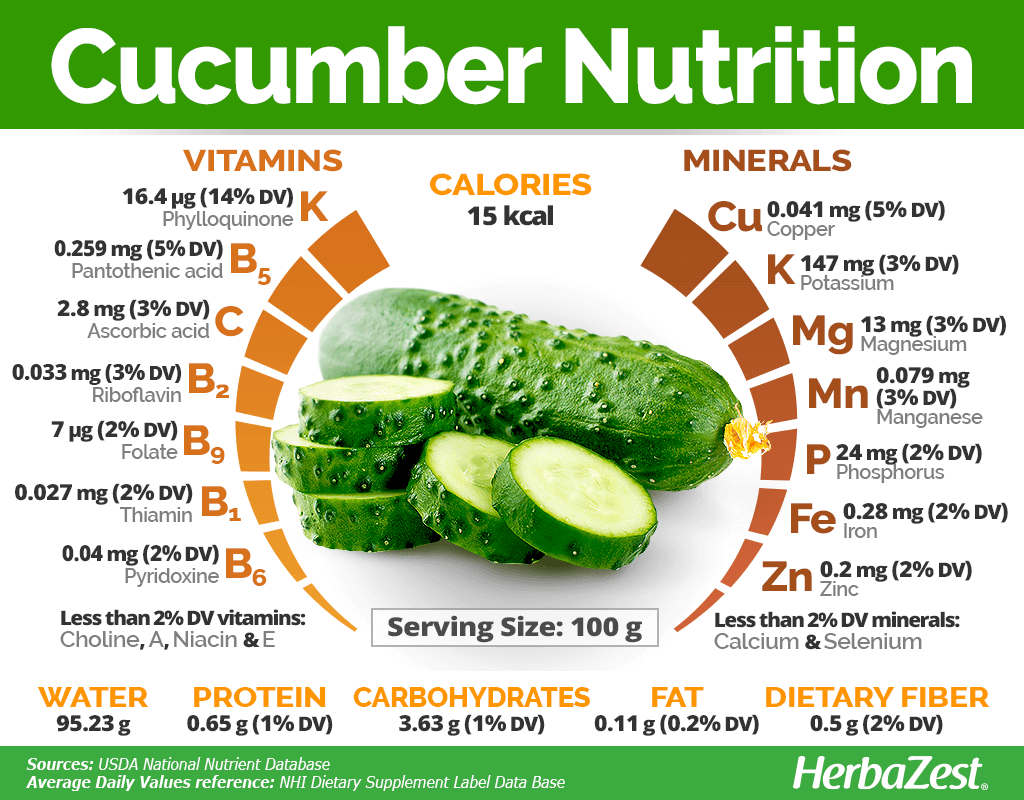 Cucumber Nutrition
VITAMINS
16.4 µg (14% DV)
Phylloquinone
K
0.259 mg (5% DV)
Pantothenic acid
B5
2.8 mg (3% DV)
Ascorbic acid
C
0.033 mg (3% DV)
Riboflavin
B2
7 µg (2% DV)
Folate
B9
0.027 mg (2% DV)
Thiamin
B1
0.04 mg (2% DV)
Pyridoxine
B6
Less than 2% DV vitamins:
Choline, A, Niacin & E
CALORIES
15 kcal
MINERALS
Cu
0.041 mg (5% DV)
Copper
K
147 mg (3% DV)
Potassium
Mg
13 mg (3% DV)
Magnesium
Mn
0.079 mg
(3% DV)
Manganese
P
24 mg (2% DV)
Phosphorus
Fe
0.28 mg (2% DV)
Iron
Zn
0.2 mg (2% DV)
Zinc
Less than 2% DV minerals:
Calcium & Selenium
Serving Size: 100 g
WATER
95.23 g
PROTEIN
0.65 g (1% DV)
CARBOHYDRATES
3.63 g (1% DV)
FAT
0.11 g (0.2% DV)
DIETARY FIBER
0.5 g (2% DV)
Sources: USDA National Nutrient Database
Average Daily Values reference: NHI Dietary Supplement Label Data Base
HerbaZest®